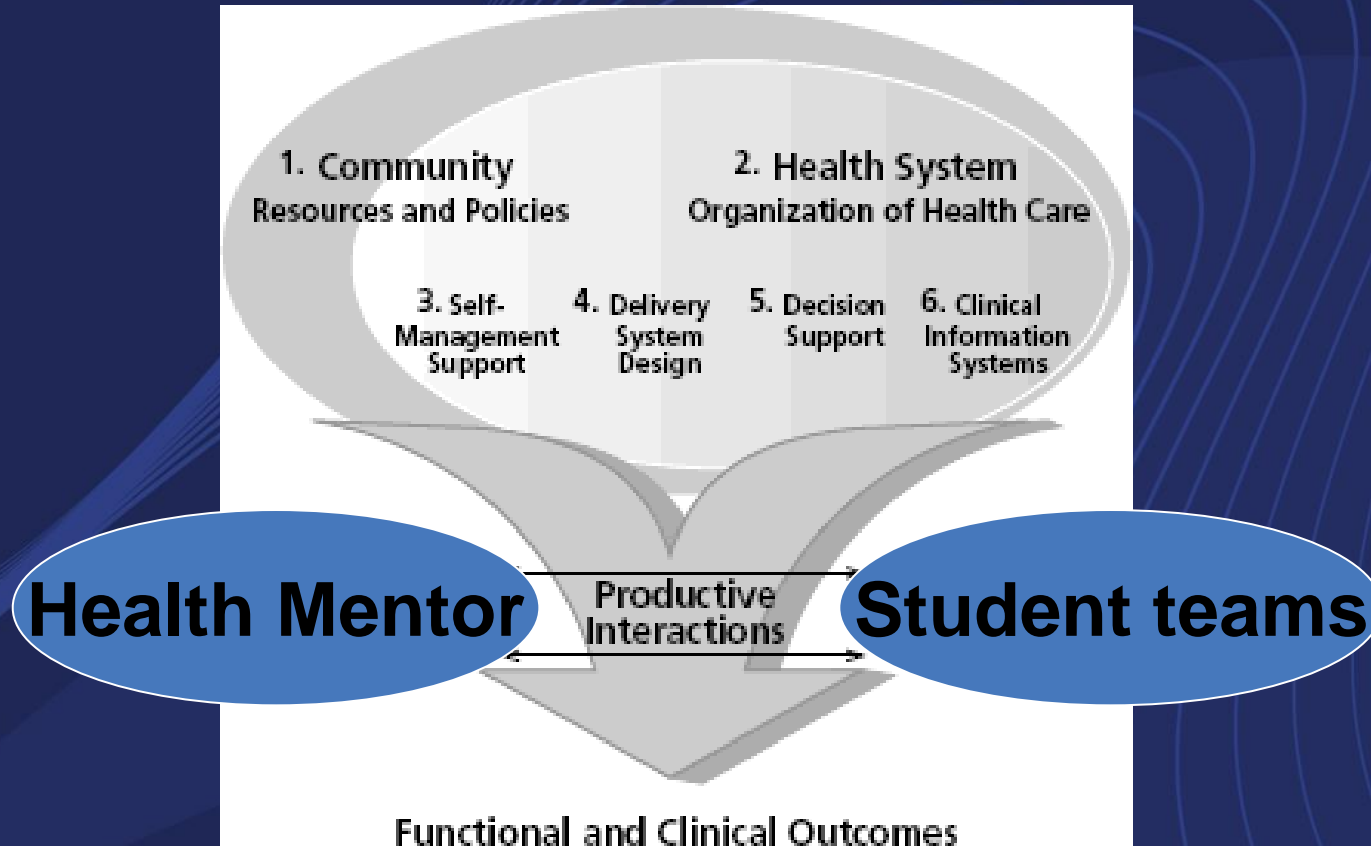 1. Community
Resources and Policies
2. Health System
Organization of Health Care
3. Self-
Management
Support
4. Delivery
System
Design
5. Decision
Support
6. Clinical
Information
Systems
Health Mentor
Productive
Interactions
Student teams
Functional and Clinical Outcomes